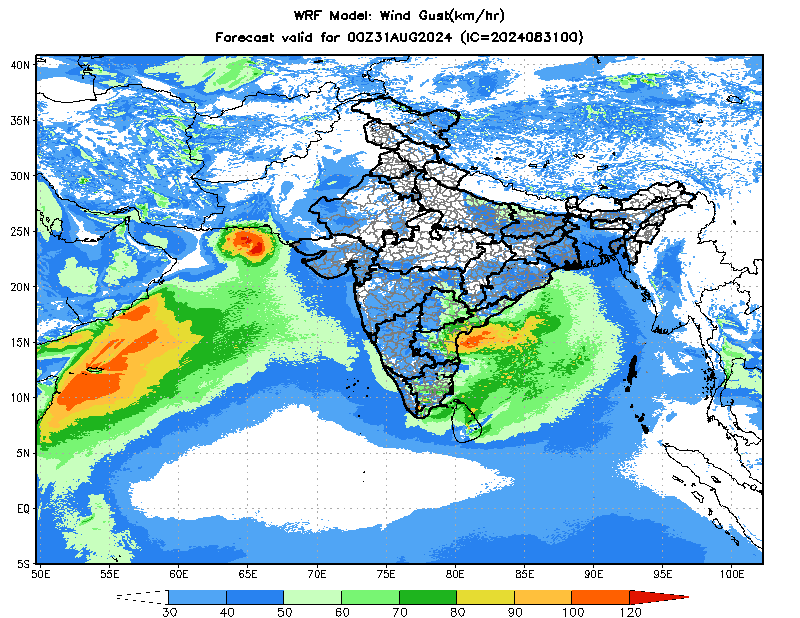 WRF Model: Wind Gust(km/hr)
Forecast valid for 00Z31AUG2024 (IC=2024083100)
40N
35N
30N
25N
20N
15N
10N
5N
EQ
5S
50E 55E 60E 65E 70E 75E 80E 85E 90E 95E 100E
30 40 50 60 70 80 90 100 120